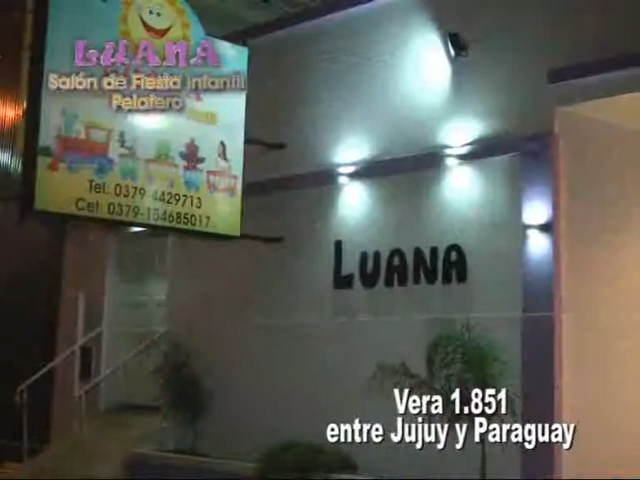 LUANA
Salón de Fiesta Infantil
Pelotero
Tel: 0379-4429713
Cel: 0379-154685017
LUANA
Vera 1.851
entre Jujuy y Paraguay